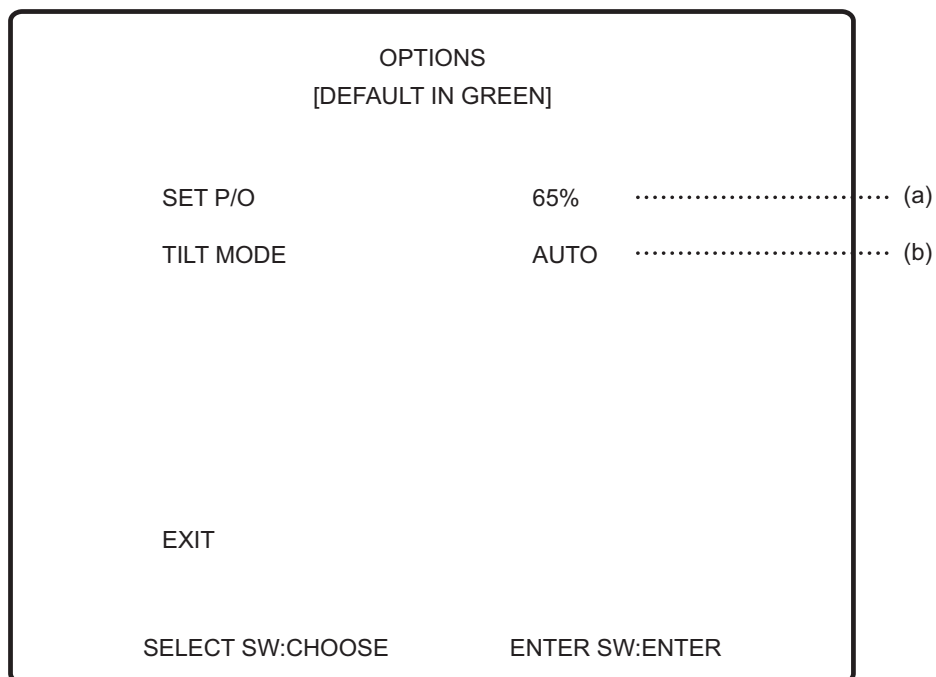 OPTIONS
[DEFAULT IN GREEN]
SET P/O 65% (a)
TILT MODE AUTO (b)
EXIT
SELECT SW:CHOOSE ENTER SW:ENTER